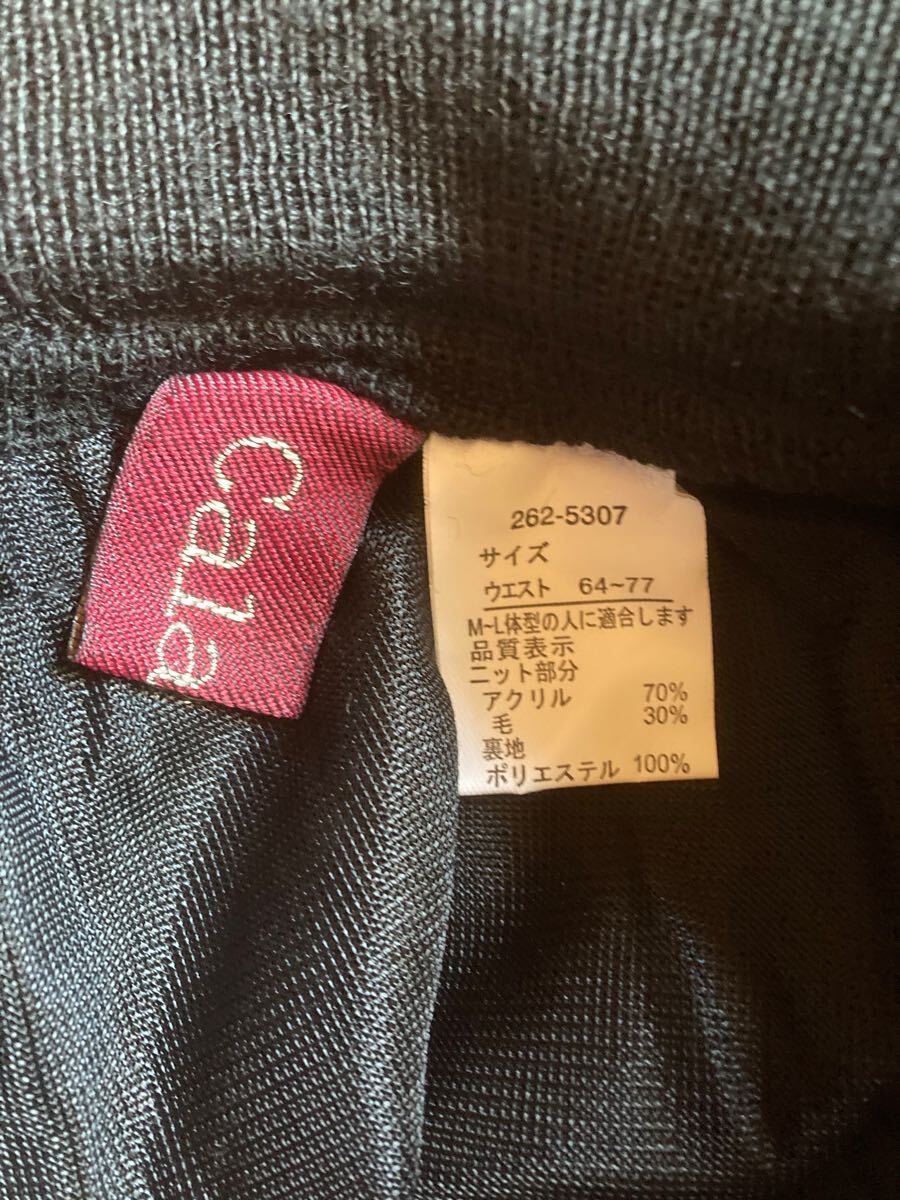 Cala
262-5307
サイズ
ウエスト 64~77
M~L体型の人に適合します
品質表示
ニット部分
アクリル 70%
毛 30%
裏地
ポリエステル 100%